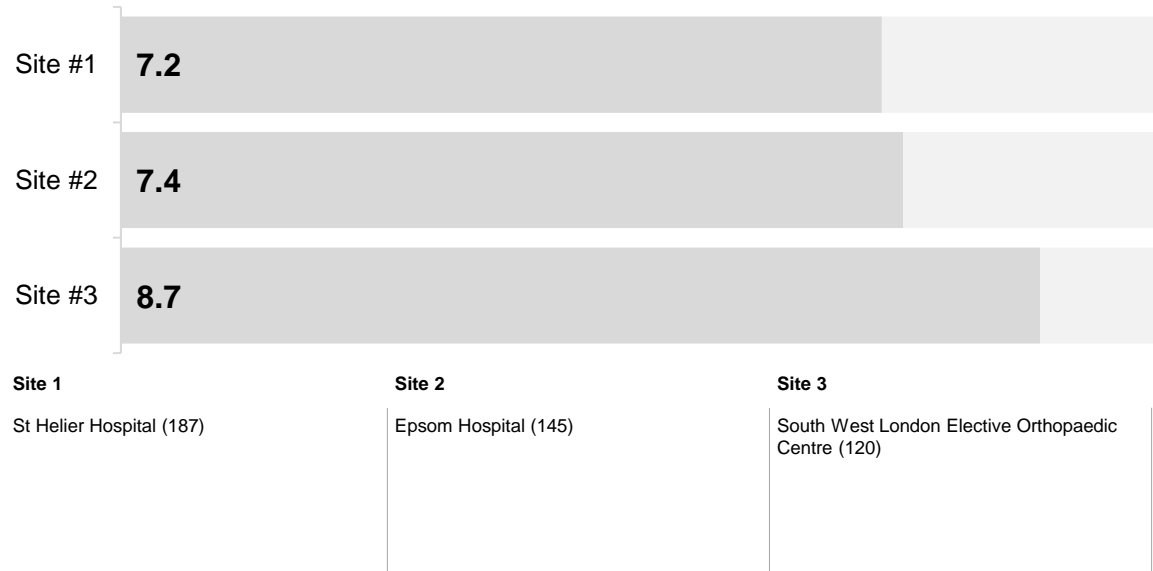 Site #1
7.2
Site #2
7.4
Site #3
8.7
Site 1
Site 2
Site 3
St Helier Hospital (187)
Epsom Hospital (145)
South West London Elective Orthopaedic
Centre (120)